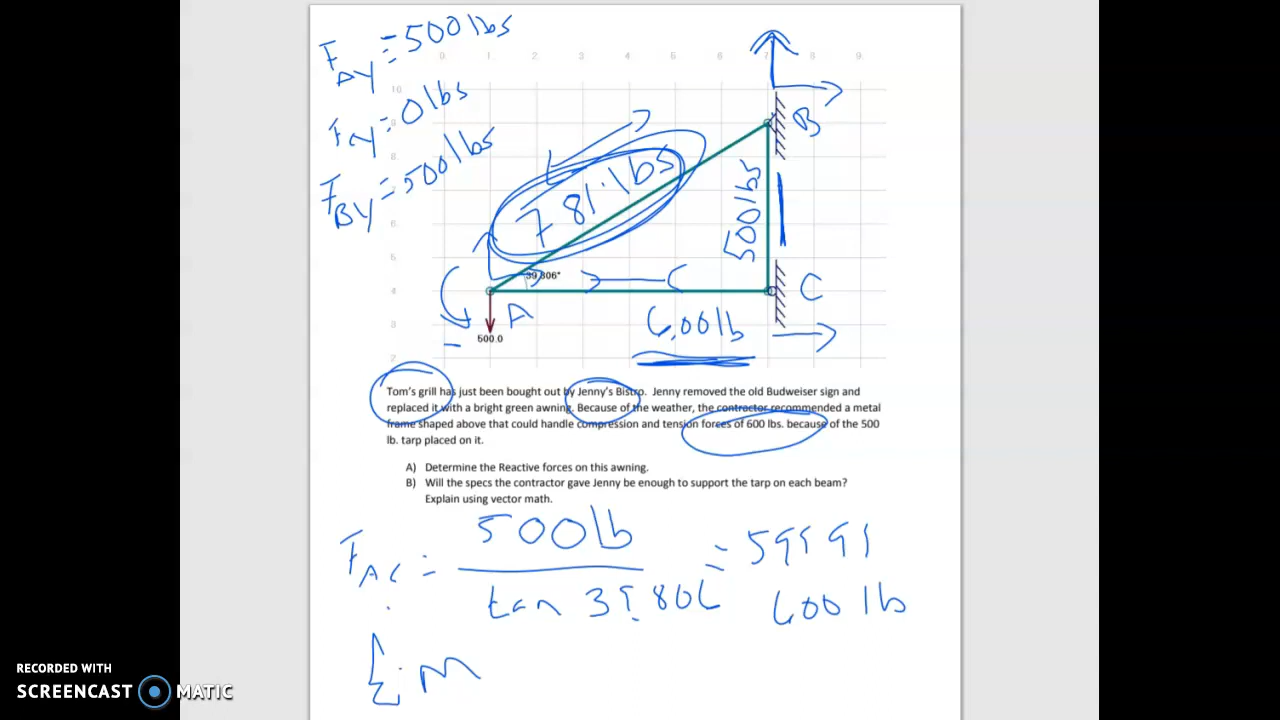 F AY = 500 lbs
F CY = 0 lbs
F BY = 500 lbs
0 1 2 3 4 5 6 7 8 9
10
9
8
7
6
5
4
3
2
B
781.1 lbs
500 lbs
39.806°
A
C
600 lb
500.0
Tom's grill has just been bought out by Jenny's Bistro. Jenny removed the old Budweiser sign and
replaced it with a bright green awning. Because of the weather, the contractor recommended a metal
frame shaped above that could handle compression and tension forces of 600 lbs. because of the 500
lb. tarp placed on it.
A) Determine the Reactive forces on this awning.
B) Will the specs the contractor gave Jenny be enough to support the tarp on each beam?
Explain using vector math.
F AC = 500 lb / tan 39.806 = 599.91
600 lb
Σ M
RECORDED WITH
SCREENCAST MATIC